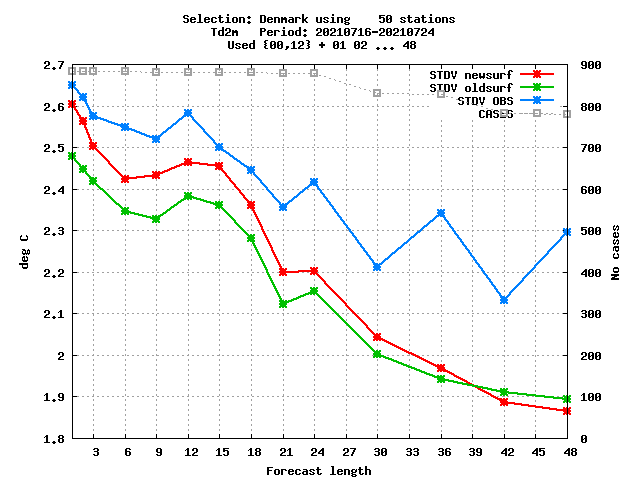 Selection: Denmark using    50 stations
Td2m   Period: 20210716-20210724
Used {00,12} + 01 02 ... 48
2.7
2.6
2.5
2.4
2.3
2.2
2.1
2
1.9
1.8
deg C
900
800
700
600
500
400
300
200
100
0
No cases
STDV newsurf
STDV oldsurf
STDV OBS
CASES
3 6 9 12 15 18 21 24 27 30 33 36 39 42 45 48
Forecast length